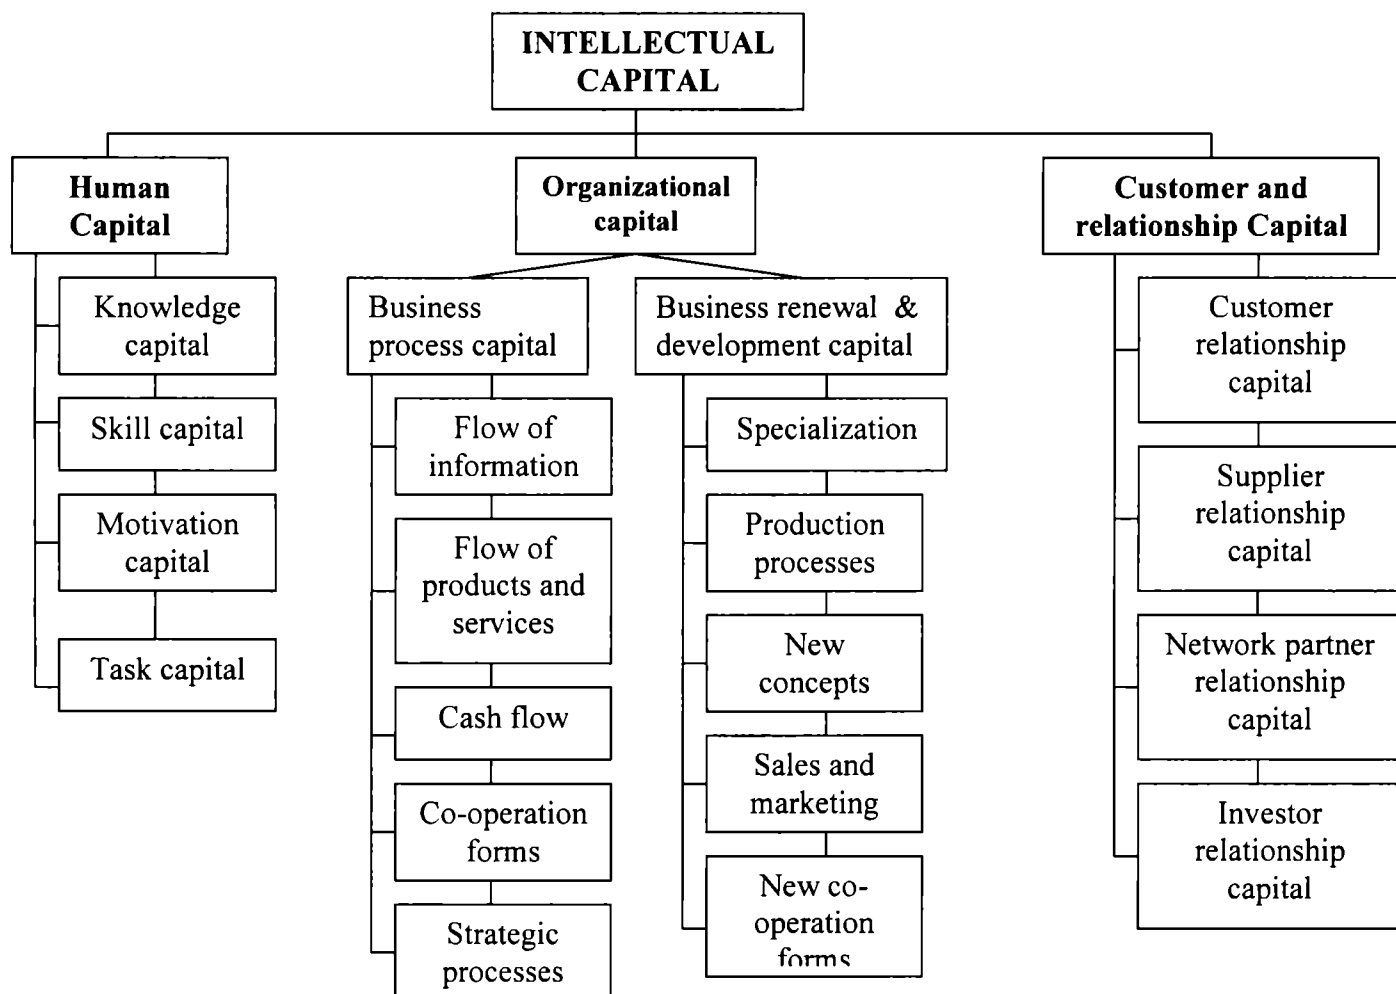 INTELLECTUAL
CAPITAL
Human
Capital
Organizational
capital
Customer and
relationship Capital
Knowledge
capital
Skill capital
Motivation
capital
Task capital
Business
process capital
Flow of
information
Flow of
products and
services
Cash flow
Co-operation
forms
Strategic
processes
Business renewal &
development capital
Specialization
Production
processes
New
concepts
Sales and
marketing
New co-
operation
forms
Customer
relationship
capital
Supplier
relationship
capital
Network partner
relationship
capital
Investor
relationship
capital